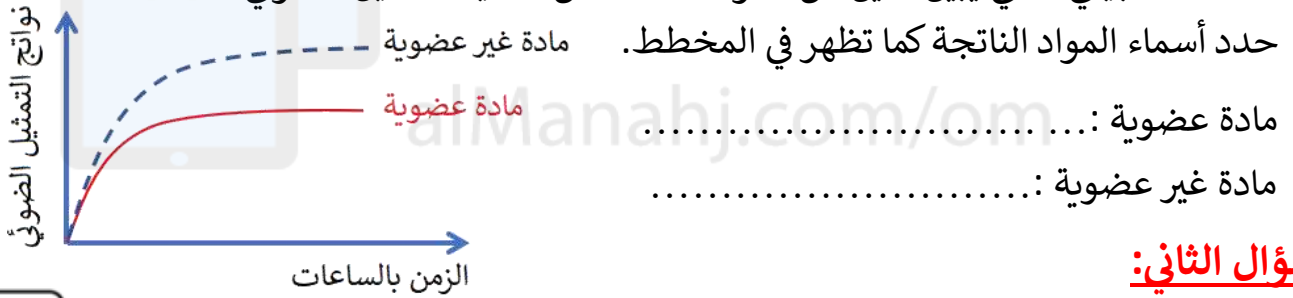 حدد أسماء المواد الناتجة كما تظهر في المخطط.
مادة عضوية :..............................
مادة غير عضوية :...........................
نواتج التمثيل الضوئي
مادة غير عضوية
مادة عضوية
الزمن بالساعات
alManahj.com/om
ؤال الثاني: